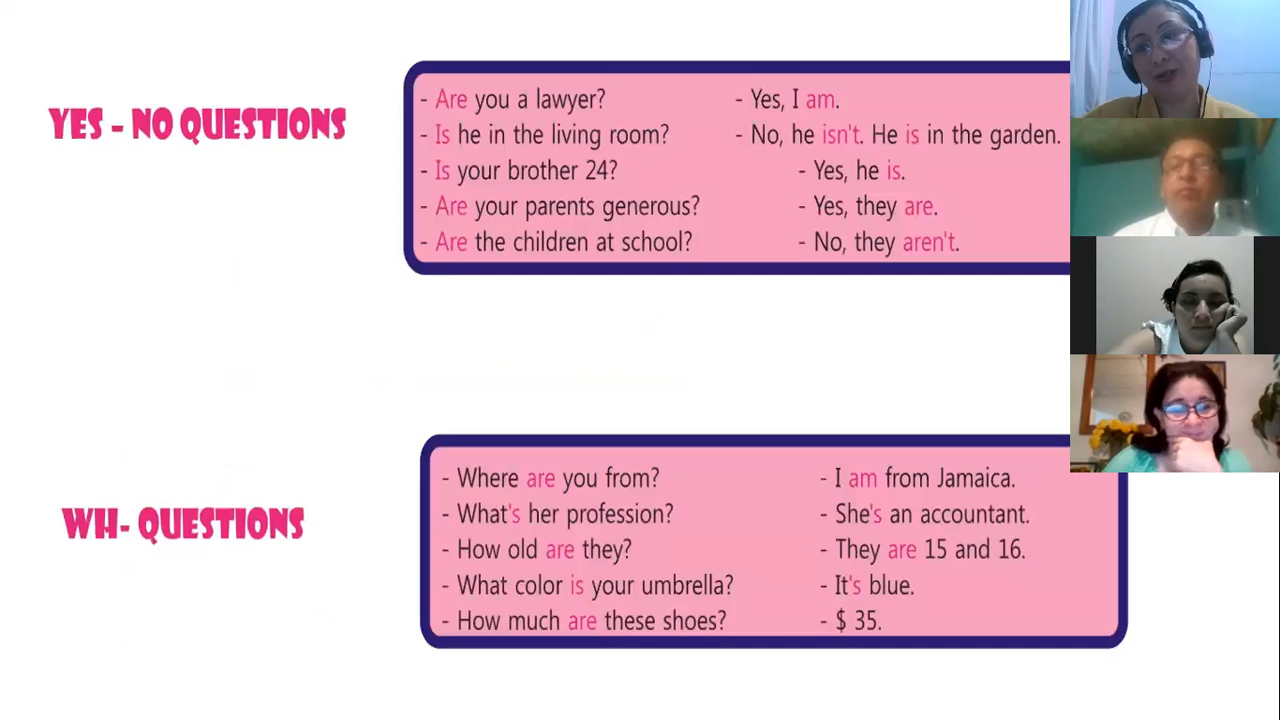 YES - NO QUESTIONS
- Are you a lawyer? - Yes, I am.
- Is he in the living room? - No, he isn't. He is in the garden.
- Is your brother 24? - Yes, he is.
- Are your parents generous? - Yes, they are.
- Are the children at school? - No, they aren't.
WH- QUESTIONS
- Where are you from? - I am from Jamaica.
- What's her profession? - She's an accountant.
- How old are they? - They are 15 and 16.
- What color is your umbrella? - It's blue.
- How much are these shoes? - $ 35.